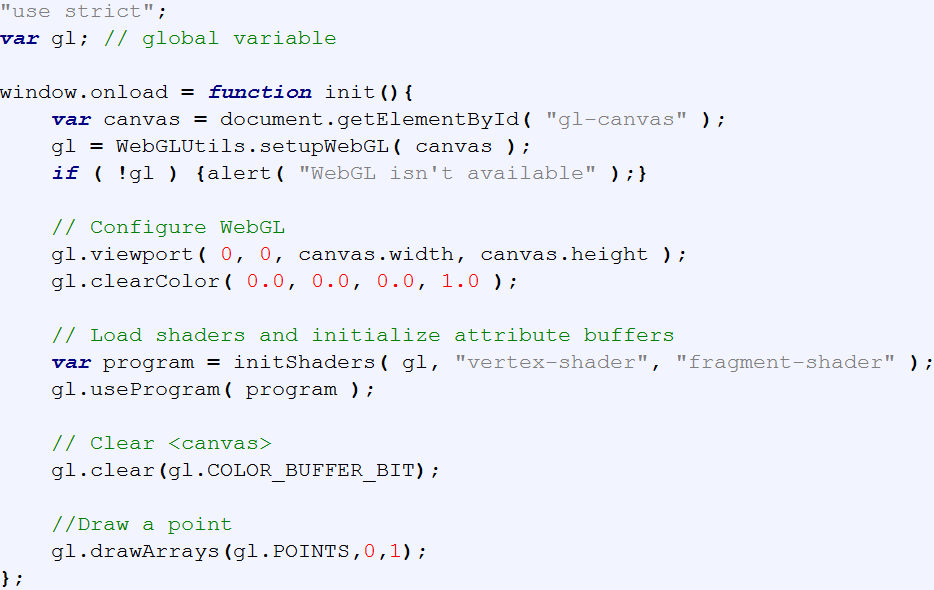 "use strict";
var gl; // global variable
window.onload = function init(){
var canvas = document.getElementById( "gl-canvas" );
gl = WebGLUtils.setupWebGL( canvas );
if ( !gl ) {alert( "WebGL isn't available" );}
// Configure WebGL
gl.viewport( 0, 0, canvas.width, canvas.height );
gl.clearColor( 0.0, 0.0, 0.0, 1.0 );
// Load shaders and initialize attribute buffers
var program = initShaders( gl, "vertex-shader", "fragment-shader" );
gl.useProgram( program );
// Clear <canvas>
gl.clear(gl.COLOR_BUFFER_BIT);
//Draw a point
gl.drawArrays(gl.POINTS,0,1);
};